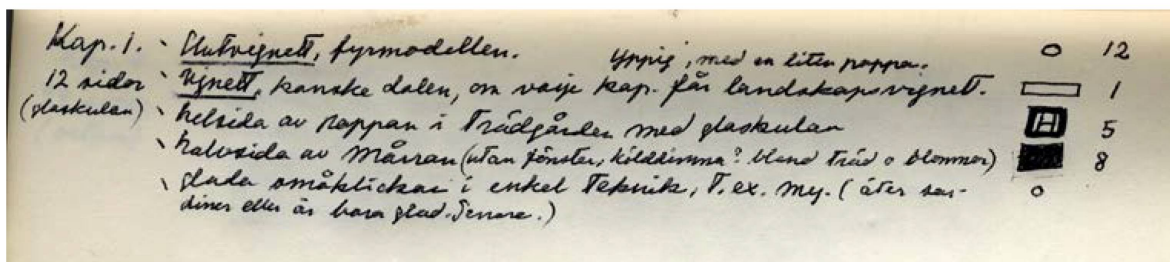 Kap. 1. Slutvignett, fyrmodellen. yppig, med en liten pappa. 12
12 sidor vignett, kanske dalen, om varje kap. får landskapsvignett. 1
(glaskulan) helsida av pappan i trädgården med glaskulan H 5
halvsida av Mårran (utan fönster, kölddimma? bland träd o blommor) 8
glada småklickar i enkel teknik, t.ex. My. (äter sar-
diner eller är bara glad. Senare.)